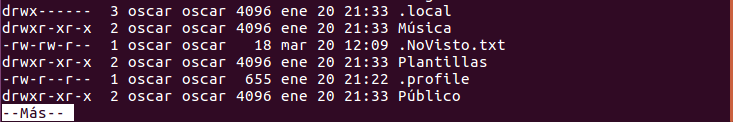 drwx------  3 oscar oscar 4096 ene 20 21:33 .local
drwxr-xr-x  2 oscar oscar 4096 ene 20 21:33 Música
-rw-rw-r--  1 oscar oscar   18 mar 20 12:09 .NoVisto.txt
drwxr-xr-x  2 oscar oscar 4096 ene 20 21:33 Plantillas
-rw-r--r--  1 oscar oscar  655 ene 20 21:22 .profile
drwxr-xr-x  2 oscar oscar 4096 ene 20 21:33 Público
--Más--